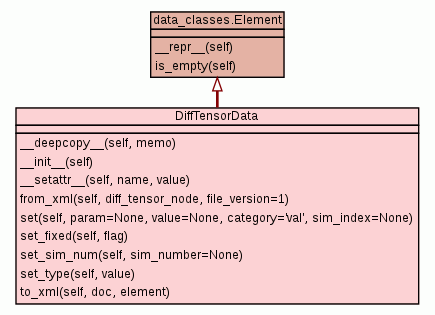 data_classes.Element
__repr__(self)
is_empty(self)
DiffTensorData
__deepcopy__(self, memo)
__init__(self)
__setattr__(self, name, value)
from_xml(self, diff_tensor_node, file_version=1)
set(self, param=None, value=None, category='val', sim_index=None)
set_fixed(self, flag)
set_sim_num(self, sim_number=None)
set_type(self, value)
to_xml(self, doc, element)